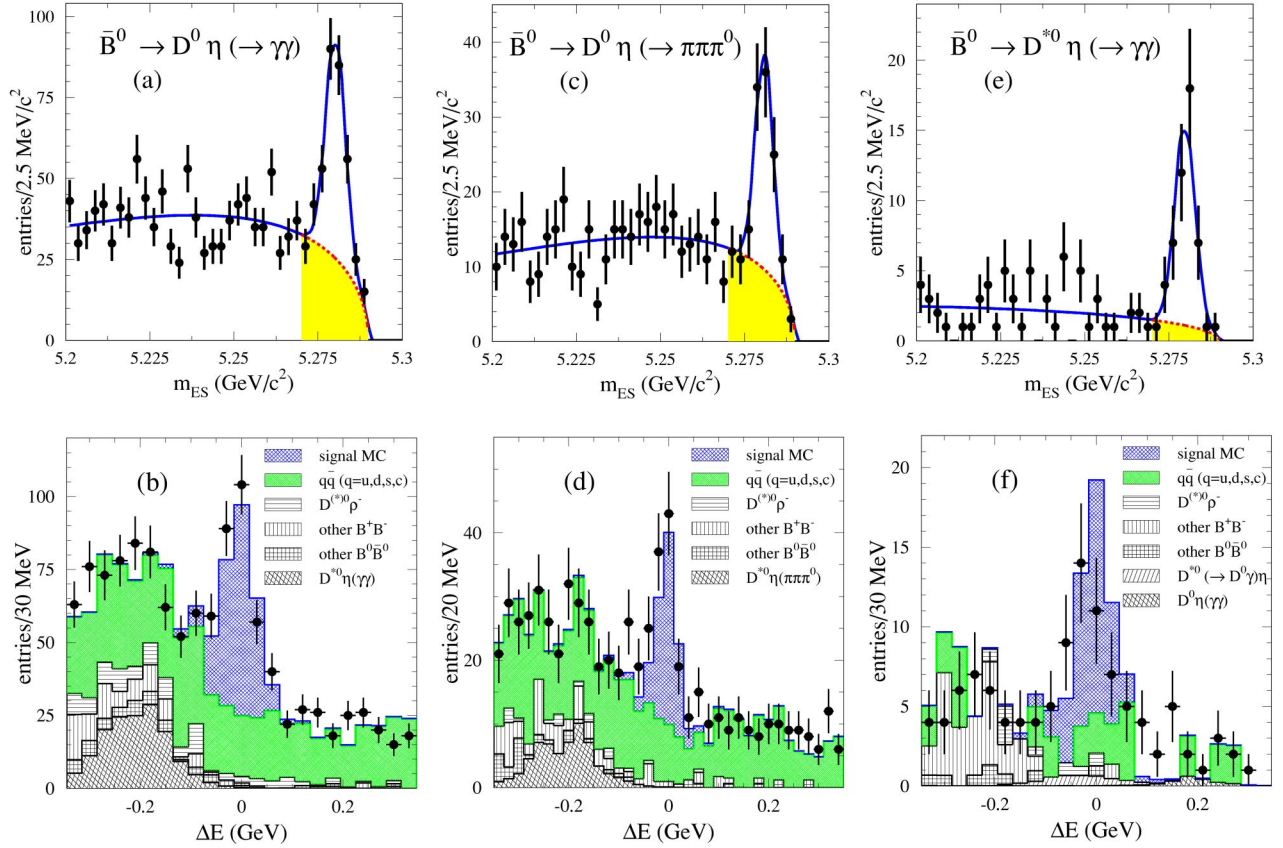 B̄⁰ → D⁰ η (→ γγ)
(a)
entries/2.5 MeV/c²
100
75
50
25
0
5.2 5.225 5.25 5.275 5.3
m_ES (GeV/c²)
B̄⁰ → D⁰ η (→ πππ⁰)
(c)
entries/2.5 MeV/c²
40
30
20
10
0
5.2 5.225 5.25 5.275 5.3
m_ES (GeV/c²)
B̄⁰ → D*⁰ η (→ γγ)
(e)
entries/2.5 MeV/c²
20
15
10
5
0
5.2 5.225 5.25 5.275 5.3
m_ES (GeV/c²)
(b)
entries/30 MeV
100
75
50
25
0
signal MC
qq̄ (q=u,d,s,c)
D⁽*⁾⁰ρ⁻
other B⁺B⁻
other B⁰B̄⁰
D*⁰η(γγ)
-0.2 0 0.2
ΔE (GeV)
(d)
entries/20 MeV
40
20
0
signal MC
qq̄ (q=u,d,s,c)
D⁽*⁾⁰ρ⁻
other B⁺B⁻
other B⁰B̄⁰
D*⁰η(πππ⁰)
-0.2 0 0.2
ΔE (GeV)
(f)
entries/30 MeV
20
15
10
5
0
signal MC
qq̄ (q=u,d,s,c)
D⁽*⁾⁰ρ⁻
other B⁺B⁻
other B⁰B̄⁰
D*⁰ (→ D⁰γ)η
D⁰η(γγ)
-0.2 0 0.2
ΔE (GeV)